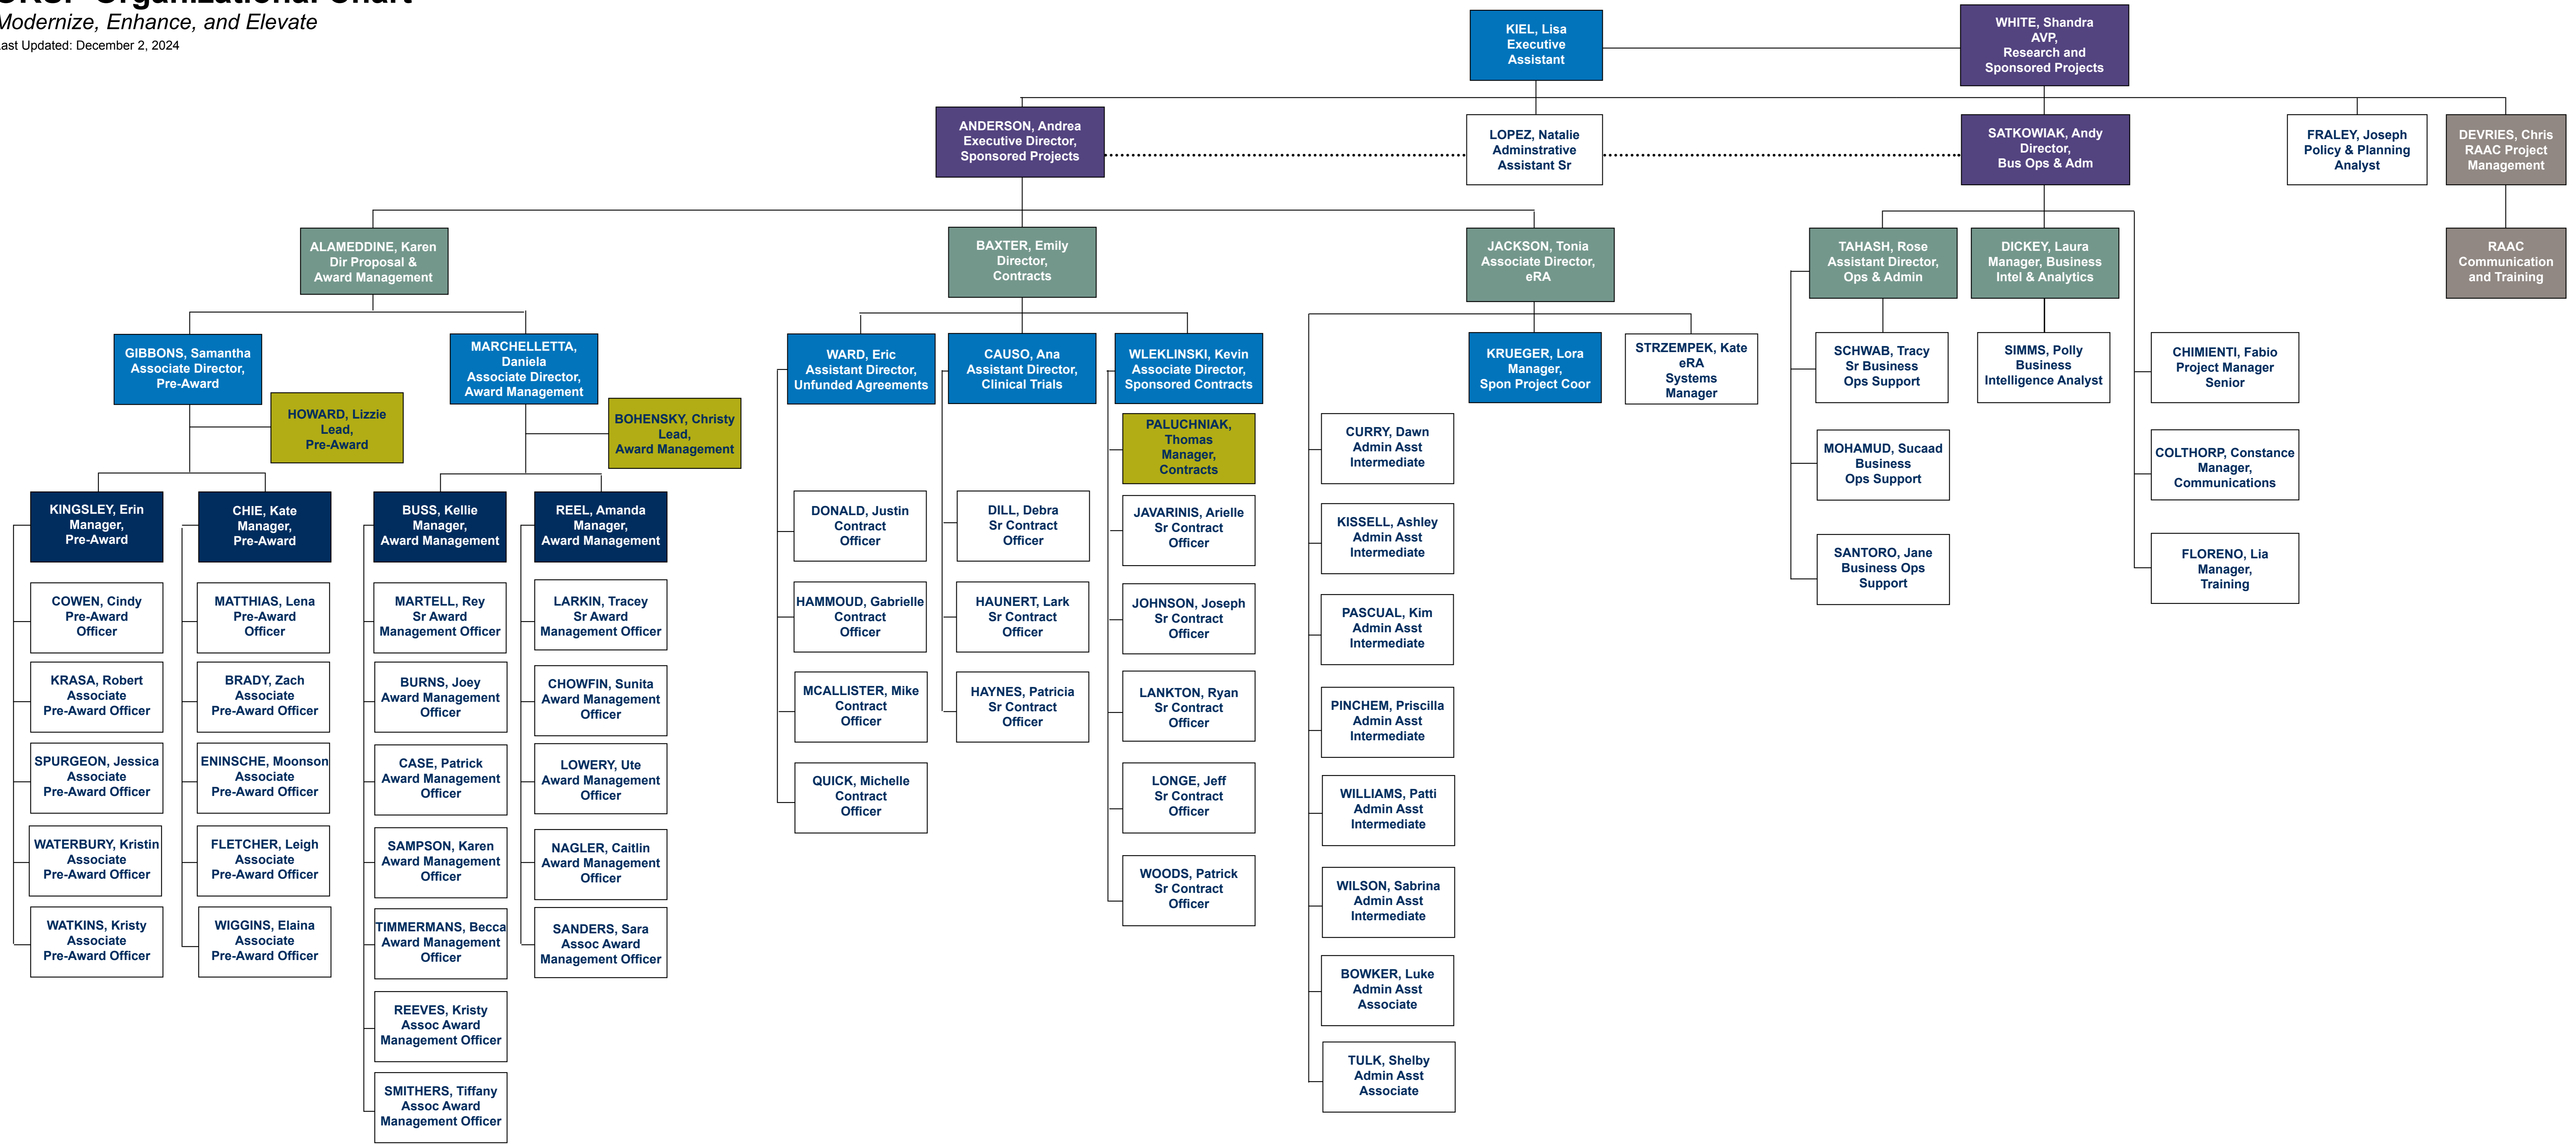 Organizational Chart
Modernize, Enhance, and Elevate
Last Updated: December 2, 2024
KIEL, Lisa
Executive
Assistant
WHITE, Shandra
AVP,
Research and
Sponsored Projects
ANDERSON, Andrea
Executive Director,
Sponsored Projects
LOPEZ, Natalie
Adminstrative
Assistant Sr
SATKOWIAK, Andy
Director,
Bus Ops & Adm
FRALEY, Joseph
Policy & Planning
Analyst
DEVRIES, Chris
RAAC Project
Management
ALAMEDDINE, Karen
Dir Proposal &
Award Management
BAXTER, Emily
Director,
Contracts
JACKSON, Tonia
Associate Director,
eRA
TAHASH, Rose
Assistant Director,
Ops & Admin
DICKEY, Laura
Manager, Business
Intel & Analytics
RAAC
Communication
and Training
GIBBONS, Samantha
Associate Director,
Pre-Award
MARCHELLETTA,
Daniela
Associate Director,
Award Management
WARD, Eric
Assistant Director,
Unfunded Agreements
CAUSO, Ana
Assistant Director,
Clinical Trials
WLEKLINSKI, Kevin
Associate Director,
Sponsored Contracts
KRUEGER, Lora
Manager,
Spon Project Coor
STRZEMPEK, Kate
eRA
Systems
Manager
SCHWAB, Tracy
Sr Business
Ops Support
SIMMS, Polly
Business
Intelligence Analyst
CHIMIENTI, Fabio
Project Manager
Senior
HOWARD, Lizzie
Lead,
Pre-Award
BOHENSKY, Christy
Lead,
Award Management
PALUCHNIAK,
Thomas
Manager,
Contracts
CURRY, Dawn
Admin Asst
Intermediate
MOHAMUD, Sucaad
Business
Ops Support
COLTHORP, Constance
Manager,
Communications
KINGSLEY, Erin
Manager,
Pre-Award
CHIE, Kate
Manager,
Pre-Award
BUSS, Kellie
Manager,
Award Management
REEL, Amanda
Manager,
Award Management
DONALD, Justin
Contract
Officer
DILL, Debra
Sr Contract
Officer
JAVARINIS, Arielle
Sr Contract
Officer
KISSELL, Ashley
Admin Asst
Intermediate
SANTORO, Jane
Business Ops
Support
FLORENO, Lia
Manager,
Training
COWEN, Cindy
Pre-Award
Officer
MATTHIAS, Lena
Pre-Award
Officer
MARTELL, Rey
Sr Award
Management Officer
LARKIN, Tracey
Sr Award
Management Officer
HAMMOUD, Gabrielle
Contract
Officer
HAUNERT, Lark
Sr Contract
Officer
JOHNSON, Joseph
Sr Contract
Officer
PASCUAL, Kim
Admin Asst
Intermediate
KRASA, Robert
Associate
Pre-Award Officer
BRADY, Zach
Associate
Pre-Award Officer
BURNS, Joey
Award Management
Officer
CHOWFIN, Sunita
Award Management
Officer
MCALLISTER, Mike
Contract
Officer
HAYNES, Patricia
Sr Contract
Officer
LANKTON, Ryan
Sr Contract
Officer
PINCHEM, Priscilla
Admin Asst
Intermediate
SPURGEON, Jessica
Associate
Pre-Award Officer
ENINSCHE, Moonson
Associate
Pre-Award Officer
CASE, Patrick
Award Management
Officer
LOWERY, Ute
Award Management
Officer
QUICK, Michelle
Contract
Officer
LONGE, Jeff
Sr Contract
Officer
WILLIAMS, Patti
Admin Asst
Intermediate
WATERBURY, Kristin
Associate
Pre-Award Officer
FLETCHER, Leigh
Associate
Pre-Award Officer
SAMPSON, Karen
Award Management
Officer
NAGLER, Caitlin
Award Management
Officer
WOODS, Patrick
Sr Contract
Officer
WILSON, Sabrina
Admin Asst
Intermediate
WATKINS, Kristy
Associate
Pre-Award Officer
WIGGINS, Elaina
Associate
Pre-Award Officer
TIMMERMANS, Becca
Award Management
Officer
SANDERS, Sara
Assoc Award
Management Officer
BOWKER, Luke
Admin Asst
Associate
REEVES, Kristy
Assoc Award
Management Officer
TULK, Shelby
Admin Asst
Associate
SMITHERS, Tiffany
Assoc Award
Management Officer